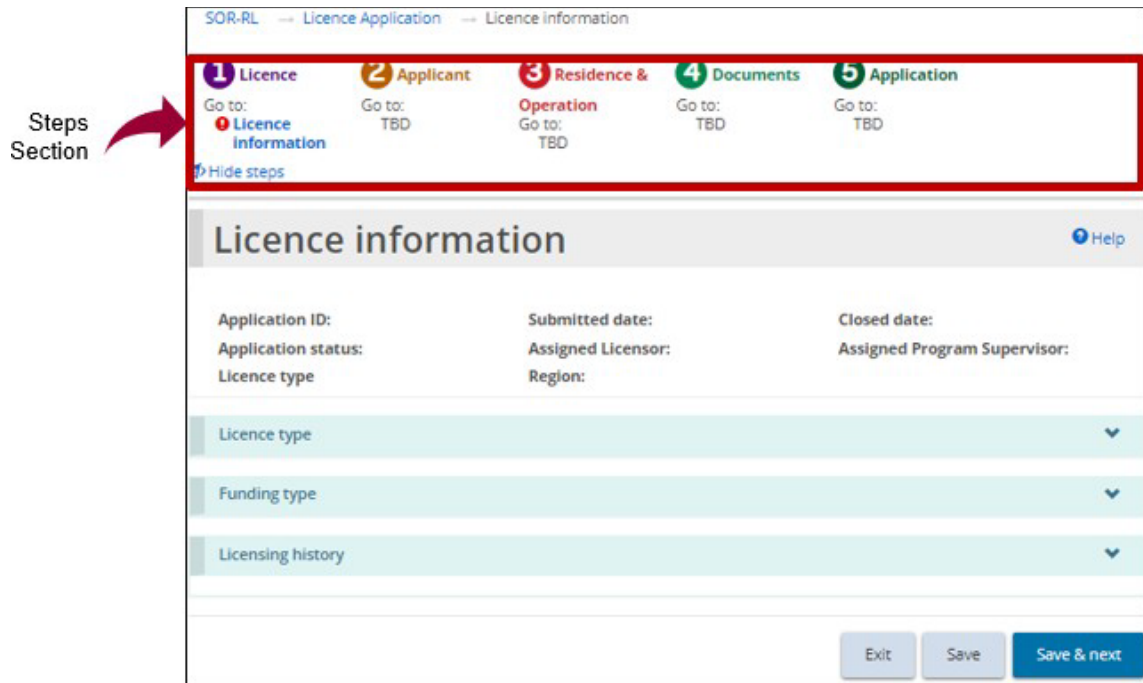 SOR-RL → Licence Application → Licence information
1 Licence 2 Applicant 3 Residence & 4 Documents 5 Application
Go to: Go to: Operation Go to: Go to:
Licence TBD Go to: TBD TBD
information TBD
Hide steps
Steps
Section
Licence information Help
Application ID: Submitted date: Closed date:
Application status: Assigned Licensor: Assigned Program Supervisor:
Licence type Region:
Licence type
Funding type
Licensing history
Exit Save Save & next